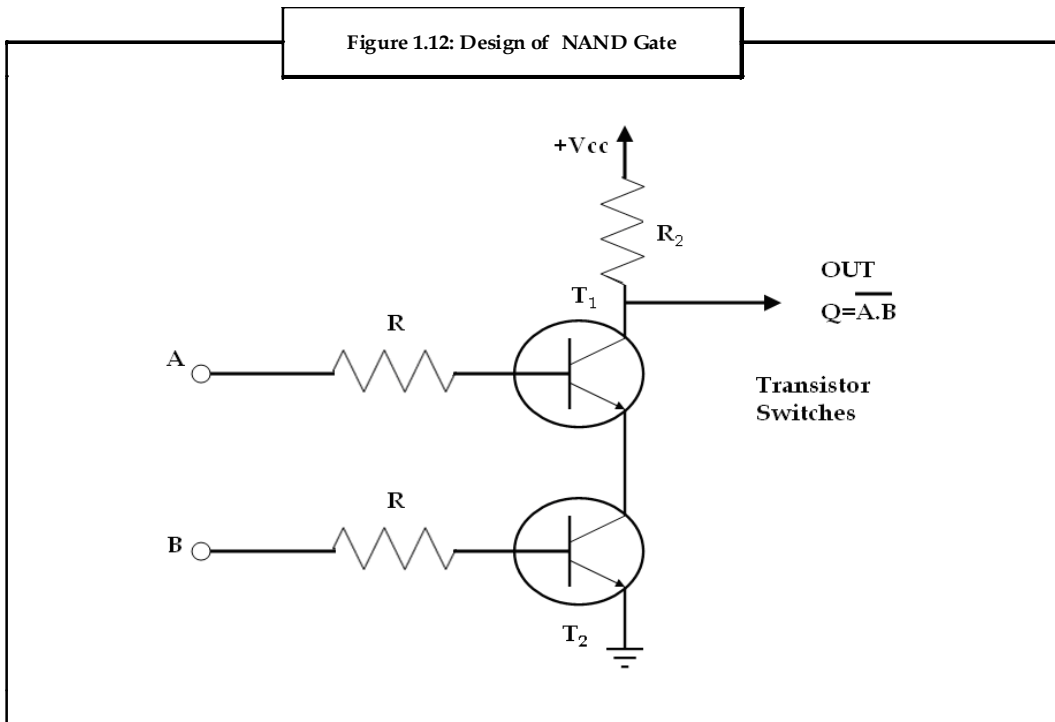 Figure 1.12: Design of NAND Gate
+Vcc
R₂
OUT
T₁
Q=A̅.̅B̅
R
A
Transistor
Switches
R
B
T₂